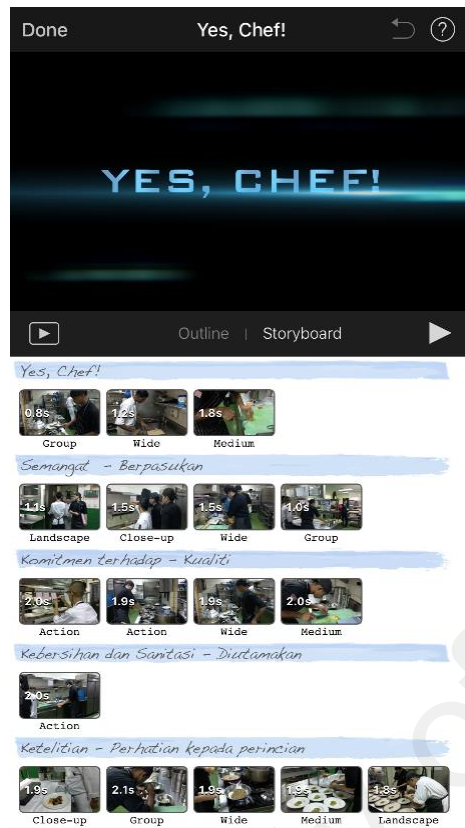 Done Yes, Chef! ?
YES, CHEF!
Outline | Storyboard
Yes, Chef!
0.8s 1.2s 1.8s
Group Wide Medium
Semangat - Berpasukan
1.1s 1.5s 1.5s 1.0s
Landscape Close-up Wide Group
Komitmen terhadap - Kualiti
2.0s 1.9s 1.9s 2.0s
Action Action Wide Medium
Kebersihan dan Sanitasi - Diutamakan
2.0s
Action
Ketelitian - Perhatian kepada perincian
1.9s 2.1s 1.9s 1.9s 1.8s
Close-up Group Wide Medium Landscape